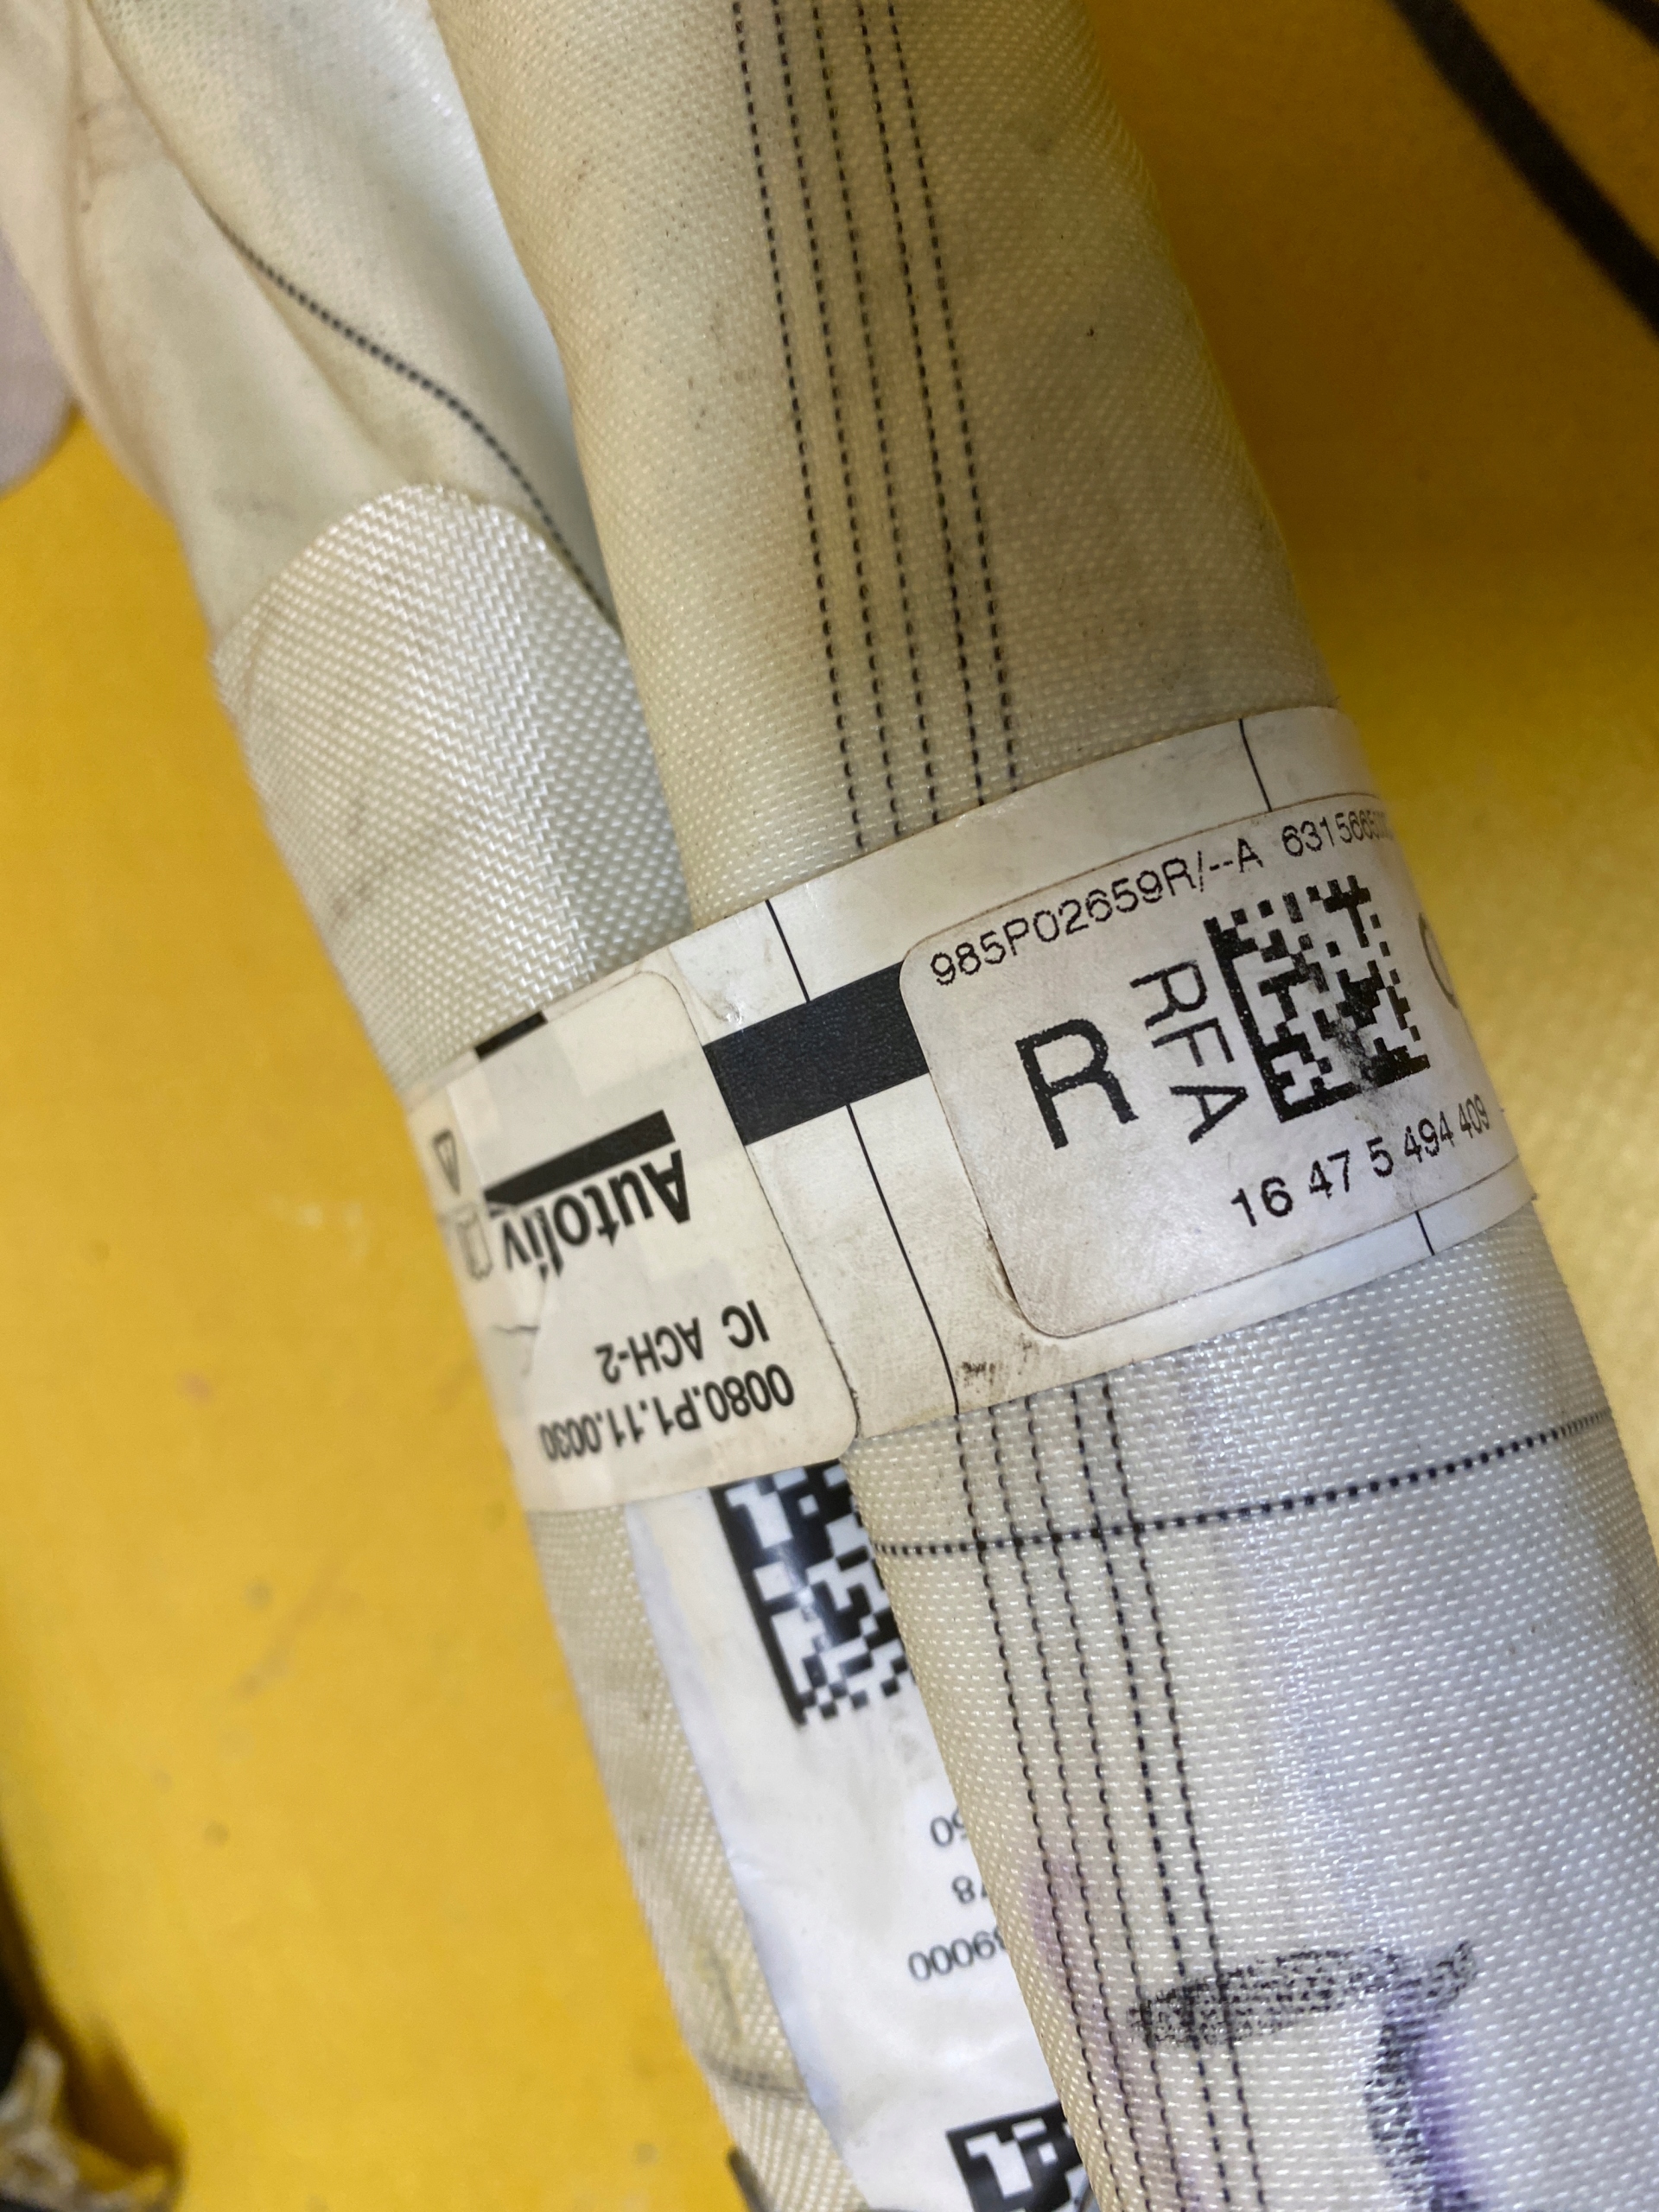 985P02659R/--A
R
RFA
16 47 5 494 409
Autoliv
IC ACH-2
0080.P1.11.0030